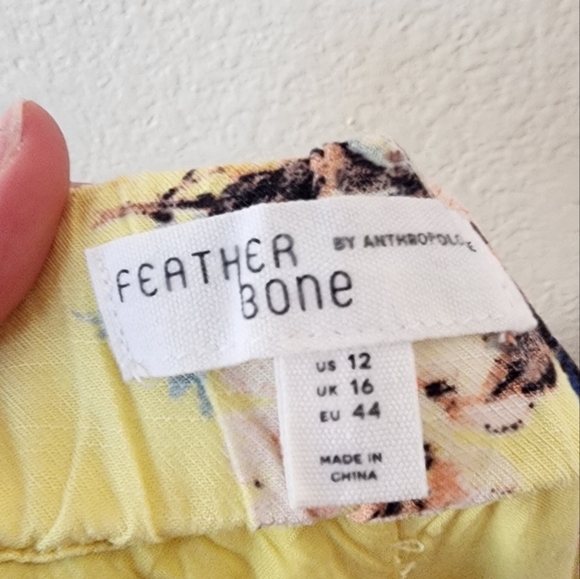 FEATHER BY ANTHROPOLOGIE
Bone
US 12
UK 16
EU 44
MADE IN
CHINA